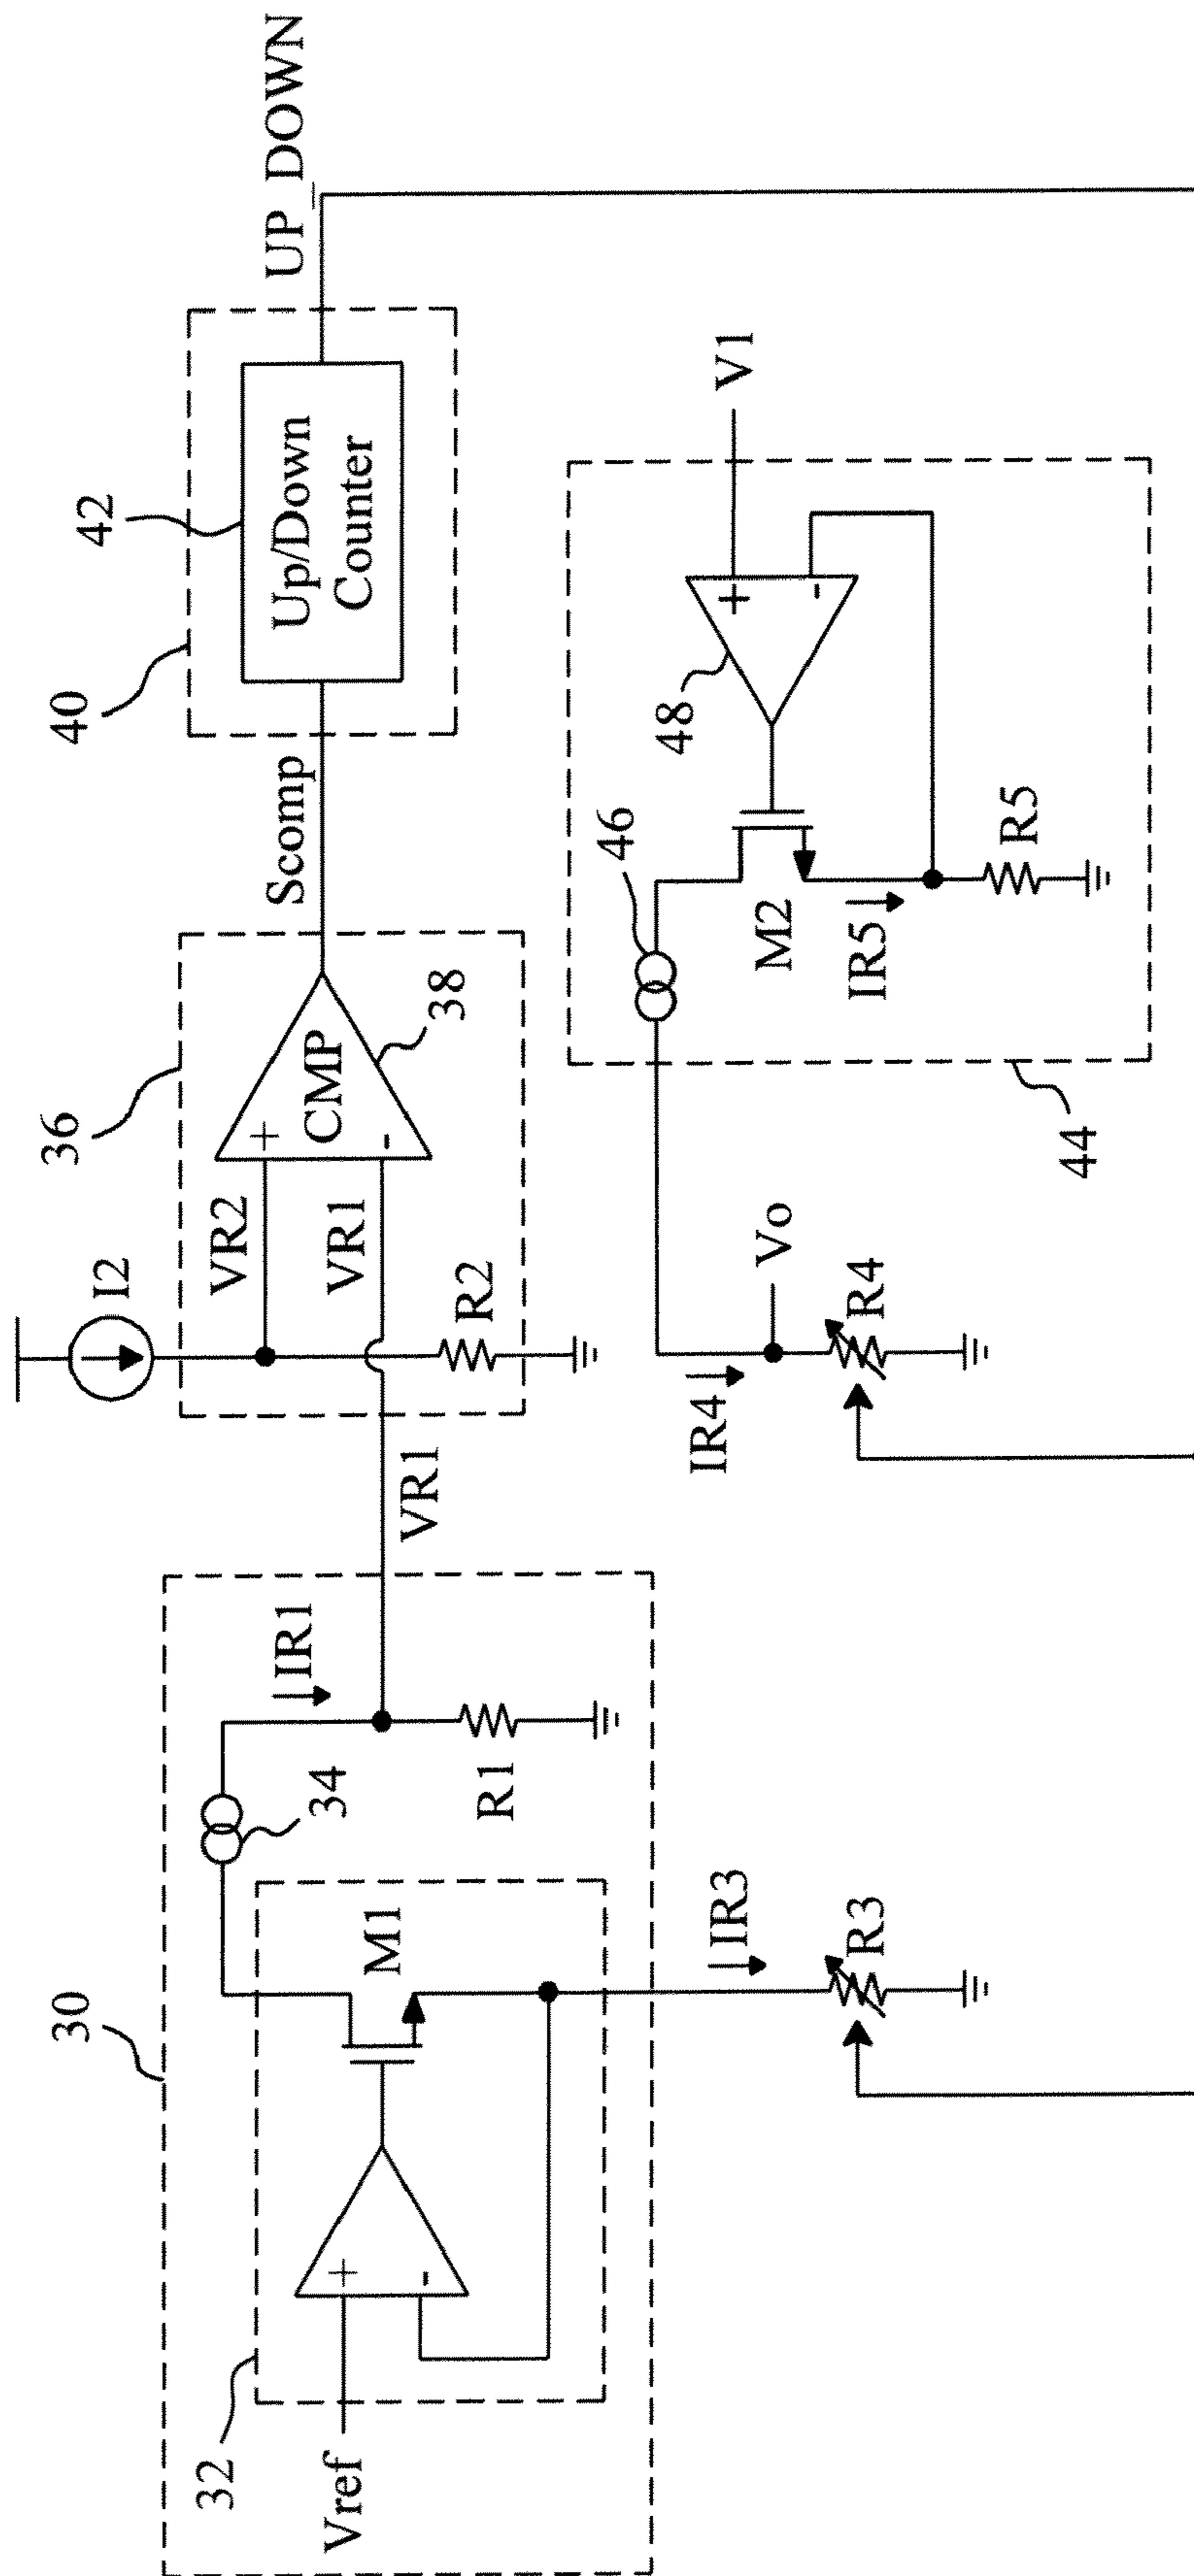 UP_DOWN
42
40
Up/Down
Counter
Scomp
36
CMP
38
VR2
VR1
I2
R2
VR1
30
IR1
34
R1
M1
32
Vref
IR3
R3
V1
48
46
M2
IR5
R5
44
Vo
IR4
R4
+
-
+
-
+
-